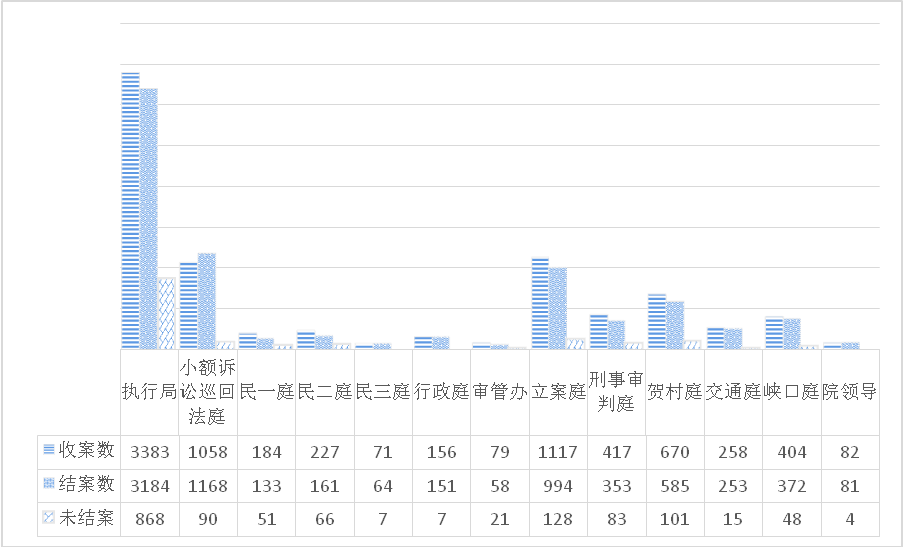 执行局 小额诉讼巡回法庭 民一庭 民二庭 民三庭 行政庭 审管办 立案庭 刑事审判庭 贺村庭 交通庭 峡口庭 院领导
收案数 3383 1058 184 227 71 156 79 1117 417 670 258 404 82
结案数 3184 1168 133 161 64 151 58 994 353 585 253 372 81
未结案 868 90 51 66 7 7 21 128 83 101 15 48 4